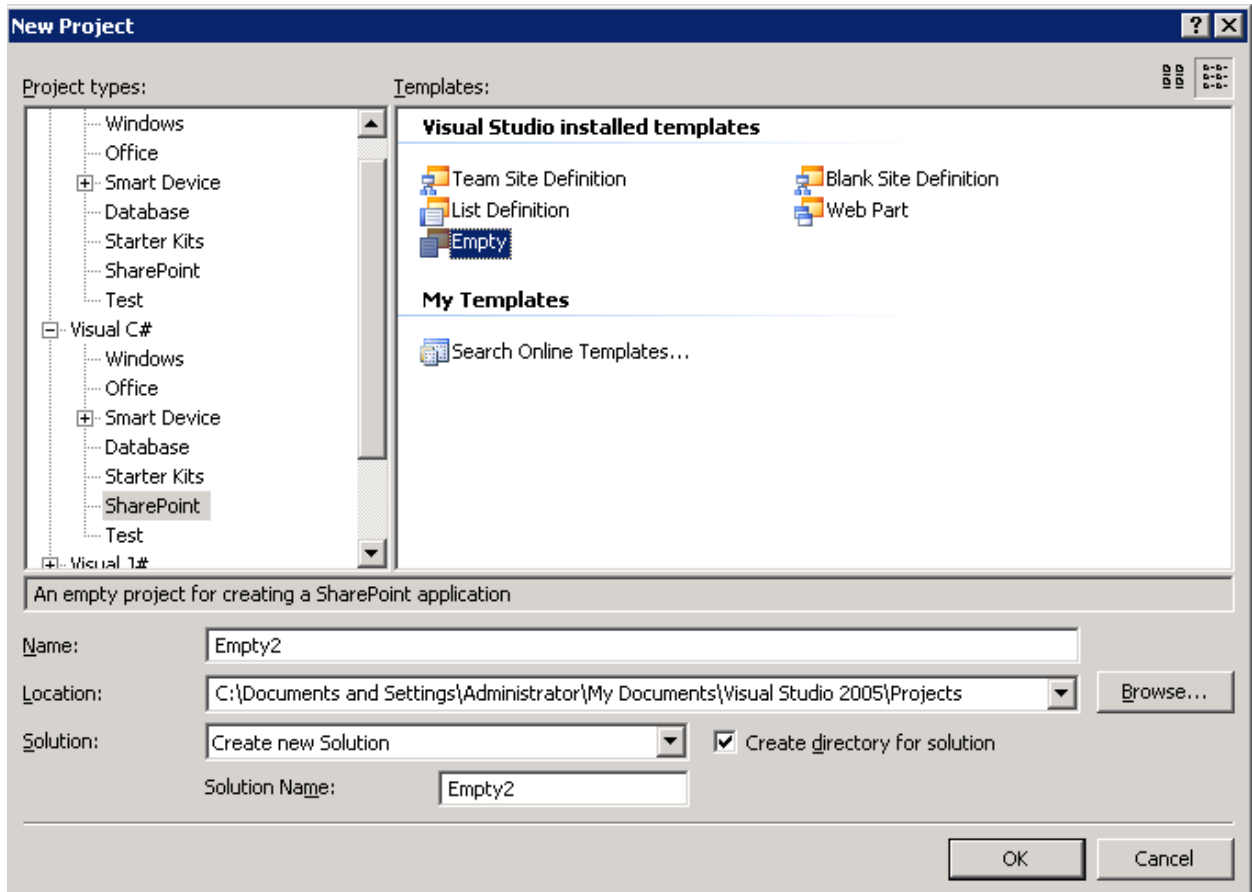 New Project
Project types:
Templates:
Windows
Office
Smart Device
Database
Starter Kits
SharePoint
Test
Visual C#
Windows
Office
Smart Device
Database
Starter Kits
SharePoint
Test
Visual J#
Visual Studio installed templates
Team Site Definition
Blank Site Definition
List Definition
Web Part
Empty
My Templates
Search Online Templates...
An empty project for creating a SharePoint application
Name:
Empty2
Location:
C:\Documents and Settings\Administrator\My Documents\Visual Studio 2005\Projects
Browse...
Solution:
Create new Solution
Create directory for solution
Solution Name:
Empty2
OK
Cancel